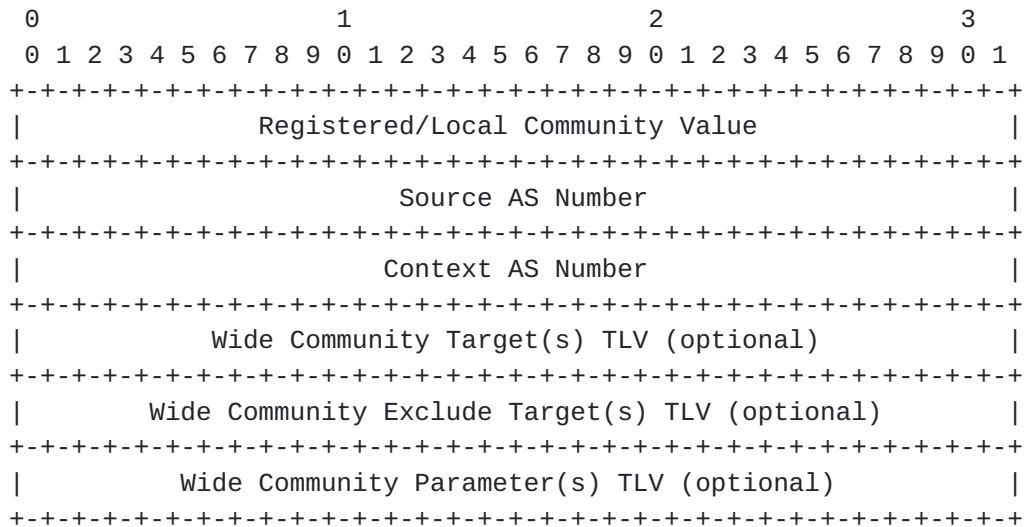 0                   1                   2                   3
 0 1 2 3 4 5 6 7 8 9 0 1 2 3 4 5 6 7 8 9 0 1 2 3 4 5 6 7 8 9 0 1
+-+-+-+-+-+-+-+-+-+-+-+-+-+-+-+-+-+-+-+-+-+-+-+-+-+-+-+-+-+-+-+-+
|               Registered/Local Community Value                |
+-+-+-+-+-+-+-+-+-+-+-+-+-+-+-+-+-+-+-+-+-+-+-+-+-+-+-+-+-+-+-+-+
|                        Source AS Number                       |
+-+-+-+-+-+-+-+-+-+-+-+-+-+-+-+-+-+-+-+-+-+-+-+-+-+-+-+-+-+-+-+-+
|                       Context AS Number                       |
+-+-+-+-+-+-+-+-+-+-+-+-+-+-+-+-+-+-+-+-+-+-+-+-+-+-+-+-+-+-+-+-+
|            Wide Community Target(s) TLV (optional)            |
+-+-+-+-+-+-+-+-+-+-+-+-+-+-+-+-+-+-+-+-+-+-+-+-+-+-+-+-+-+-+-+-+
|        Wide Community Exclude Target(s) TLV (optional)        |
+-+-+-+-+-+-+-+-+-+-+-+-+-+-+-+-+-+-+-+-+-+-+-+-+-+-+-+-+-+-+-+-+
|          Wide Community Parameter(s) TLV (optional)           |
+-+-+-+-+-+-+-+-+-+-+-+-+-+-+-+-+-+-+-+-+-+-+-+-+-+-+-+-+-+-+-+-+